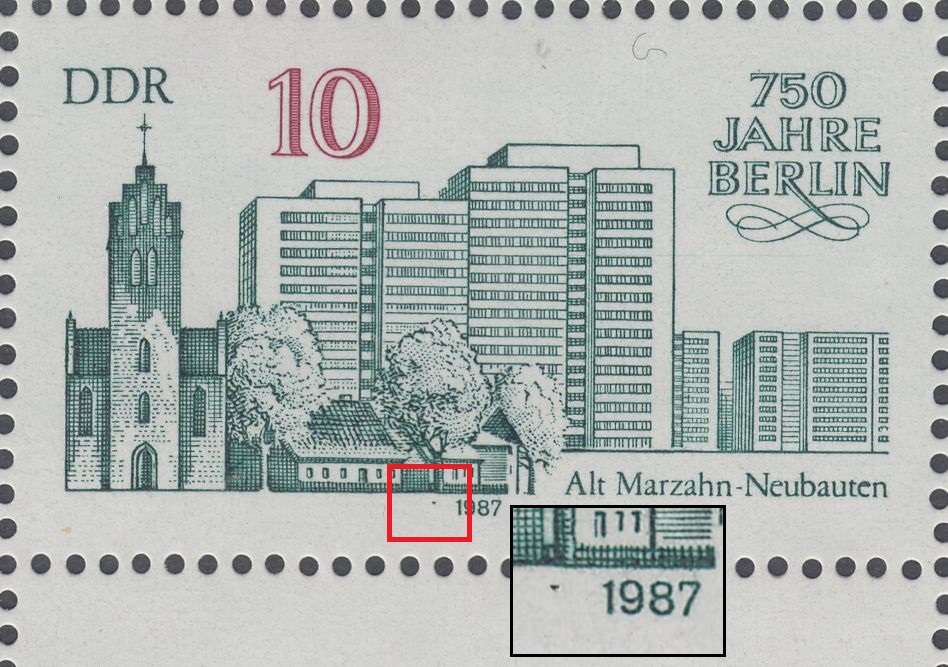 DDR
10
750
JAHRE
BERLIN
Alt Marzahn-Neubauten
1987
1987